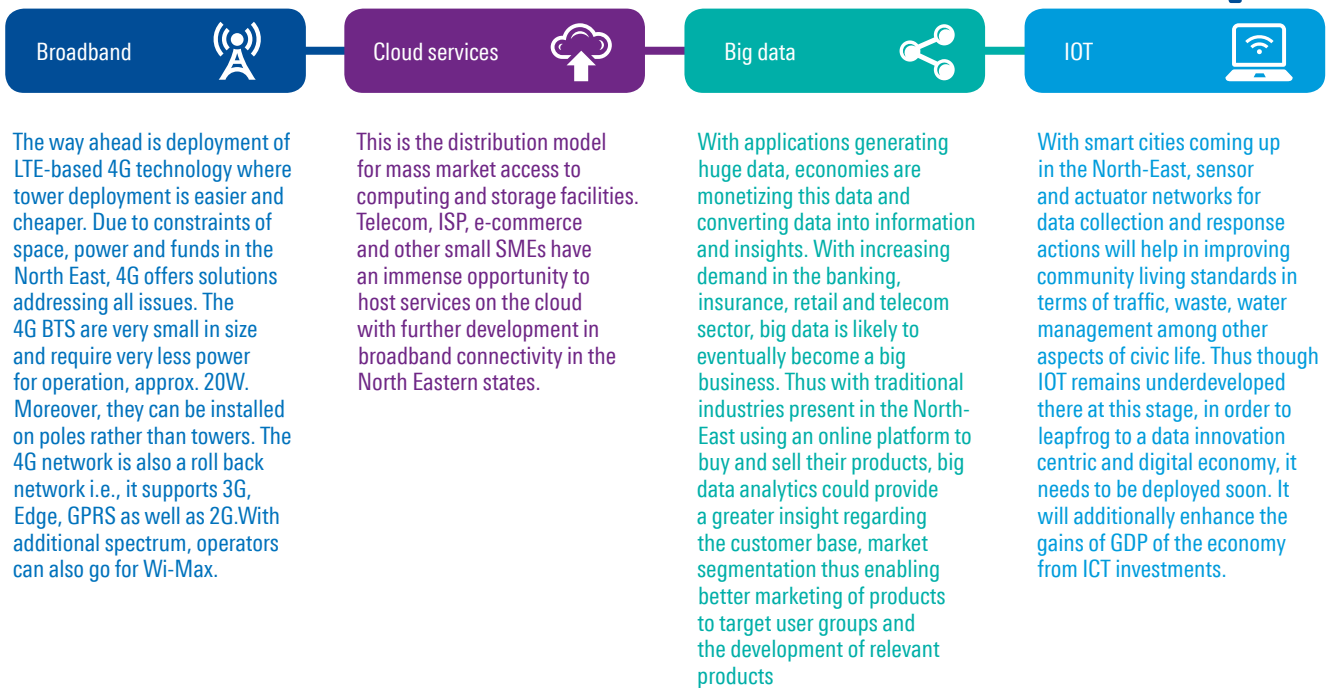 Broadband
Cloud services
Big data
IOT
The way ahead is deployment of
LTE-based 4G technology where
tower deployment is easier and
cheaper. Due to constraints of
space, power and funds in the
North East, 4G offers solutions
addressing all issues. The
4G BTS are very small in size
and require very less power
for operation, approx. 20W.
Moreover, they can be installed
on poles rather than towers. The
4G network is also a roll back
network i.e., it supports 3G,
Edge, GPRS as well as 2G.With
additional spectrum, operators
can also go for Wi-Max.
This is the distribution model
for mass market access to
computing and storage facilities.
Telecom, ISP, e-commerce
and other small SMEs have
an immense opportunity to
host services on the cloud
with further development in
broadband connectivity in the
North Eastern states.
With applications generating
huge data, economies are
monetizing this data and
converting data into information
and insights. With increasing
demand in the banking,
insurance, retail and telecom
sector, big data is likely to
eventually become a big
business. Thus with traditional
industries present in the North-
East using an online platform to
buy and sell their products, big
data analytics could provide
a greater insight regarding
the customer base, market
segmentation thus enabling
better marketing of products
to target user groups and
the development of relevant
products
With smart cities coming up
in the North-East, sensor
and actuator networks for
data collection and response
actions will help in improving
community living standards in
terms of traffic, waste, water
management among other
aspects of civic life. Thus though
IOT remains underdeveloped
there at this stage, in order to
leapfrog to a data innovation
centric and digital economy, it
needs to be deployed soon. It
will additionally enhance the
gains of GDP of the economy
from ICT investments.